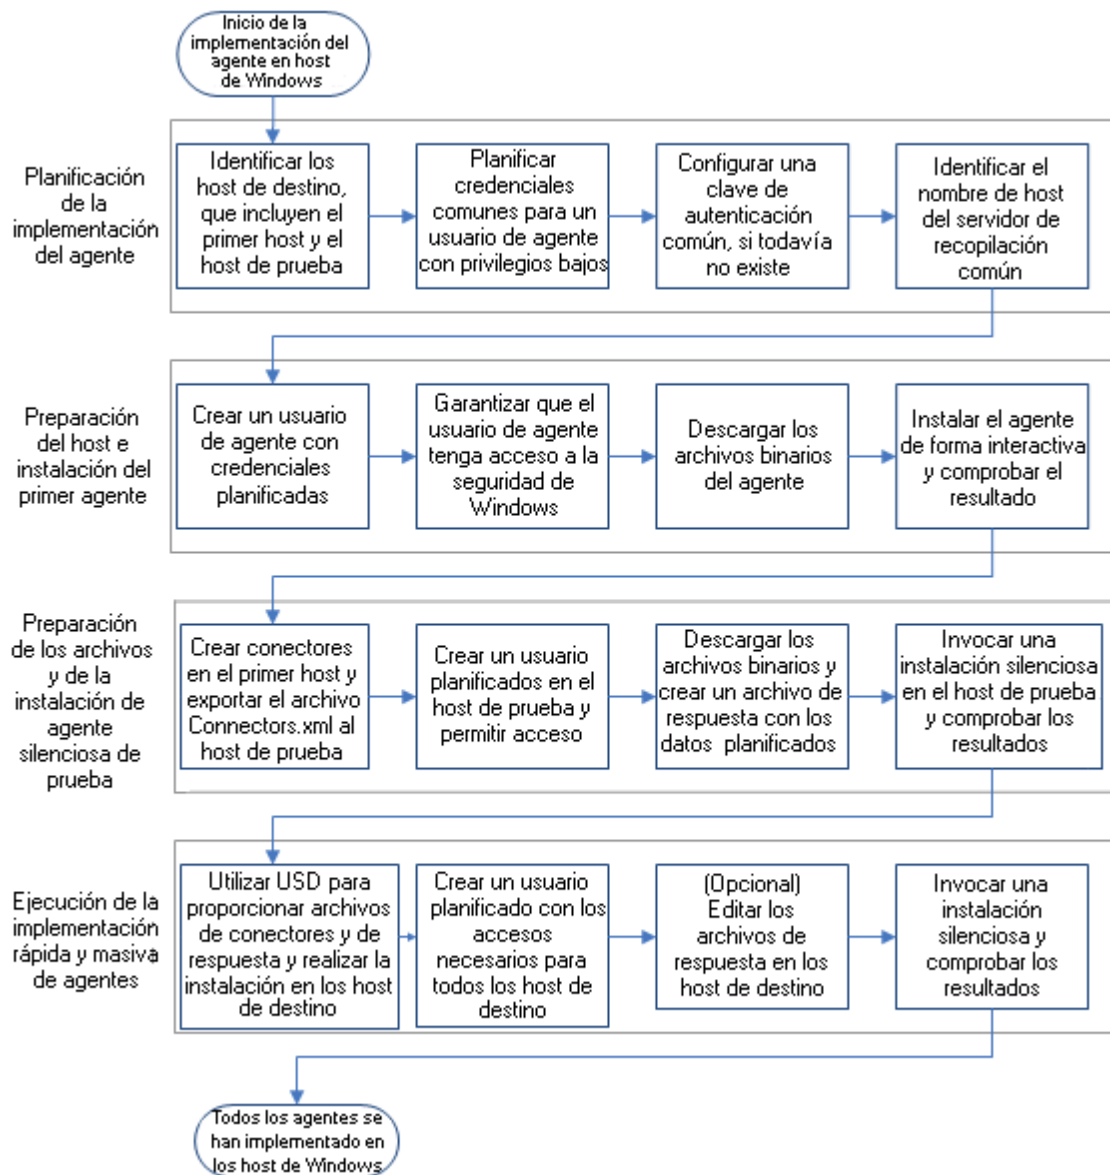 Inicio de la
implementación del
agente en host
de Windows
Planificación
de la
implementación
del agente
Identificar los
host de destino,
que incluyen el
primer host y el
host de prueba
Planificar
credenciales
comunes para un
usuario de agente
con privilegios bajos
Configurar una
clave de
autenticación
común, si todavía
no existe
Identificar el
nombre de host
del servidor de
recopilación
común
Preparación
del host e
instalación del
primer agente
Crear un usuario
de agente con
credenciales
planificadas
Garantizar que el
usuario de agente
tenga acceso a la
seguridad de
Windows
Descargar los
archivos binarios
del agente
Instalar el agente
de forma interactiva
y comprobar el
resultado
Preparación
de los archivos
y de la
instalación de
agente
silenciosa de
prueba
Crear conectores
en el primer host y
exportar el archivo
Connectors.xml al
host de prueba
Crear un usuario
planificados en el
host de prueba y
permitir acceso
Descargar los
archivos binarios y
crear un archivo de
respuesta con los
datos planificados
Invocar una
instalación silenciosa
en el host de prueba
y comprobar los
resultados
Ejecución de la
implementación
rápida y masiva
de agentes
Utilizar USD para
proporcionar archivos
de conectores y de
respuesta y realizar la
instalación en los host
de destino
Crear un usuario
planificado con los
accesos
necesarios para
todos los host de
destino
(Opcional)
Editar los
archivos de
respuesta en los
host de destino
Invocar una
instalación
silenciosa y
comprobar los
resultados
Todos los agentes se
han implementado en
los host de Windows